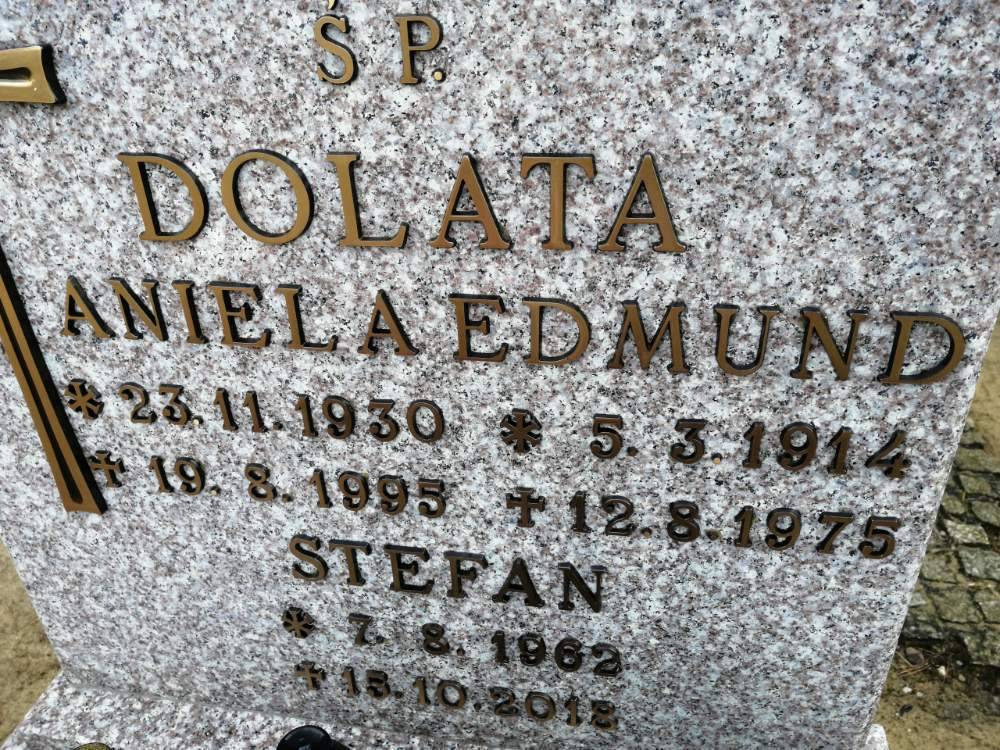 Ś P.
DOLATA
ANIELA EDMUND
* 23.11.1930 * 5.3.1914
† 19.8.1995 † 12.8.1975
STEFAN
* 7.8.1962
† 15.10.2018